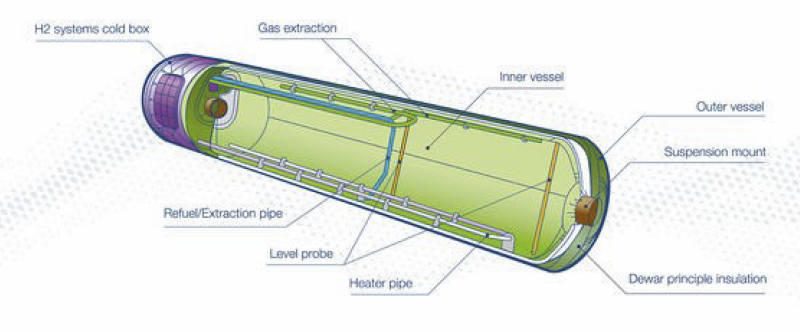 H2 systems cold box
Gas extraction
Inner vessel
Outer vessel
Suspension mount
Refuel/Extraction pipe
Level probe
Heater pipe
Dewar principle insulation